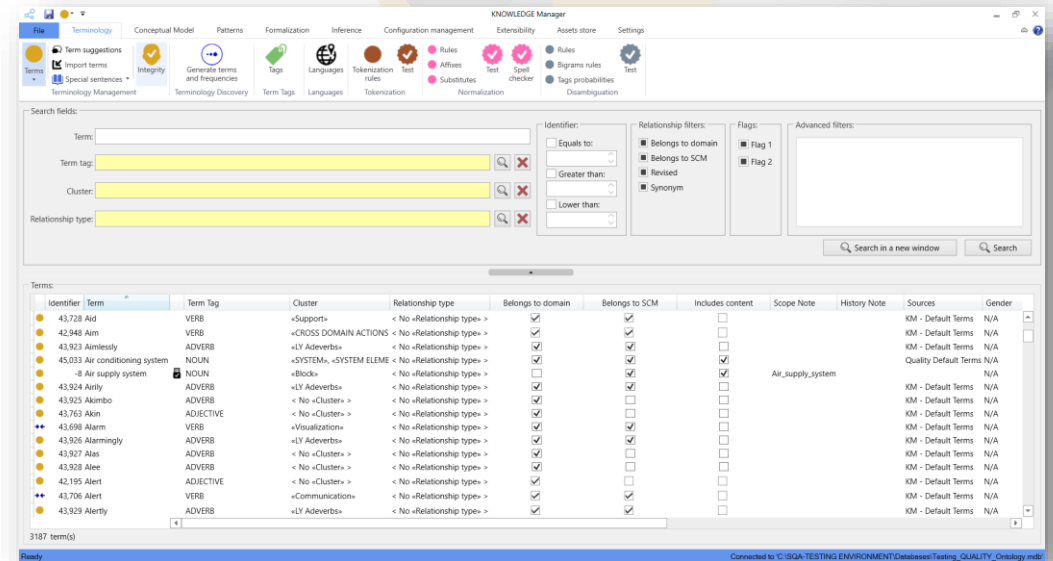 KNOWLEDGE Manager
File Terminology Conceptual Model Patterns Formalization Inference Configuration management Extensibility Assets store Settings
Terms
Term suggestions
Import terms
Special sentences
Integrity
Generate terms and frequencies
Tags
Languages
Tokenization rules
Test
Rules
Affixes
Substitutes
Test
Spell checker
Rules
Bigrams rules
Tags probabilities
Test
Terminology Management Terminology Discovery Term Tags Languages Tokenization Normalization Disambiguation
Search fields:
Term:
Term tag:
Cluster:
Relationship type:
Identifier:
Equals to:
Greater than:
Lower than:
Relationship filters:
Belongs to domain
Belongs to SCM
Revised
Synonym
Flags:
Flag 1
Flag 2
Advanced filters:
Search in a new window Search
Terms:
Identifier Term Term Tag Cluster Relationship type Belongs to domain Belongs to SCM Includes content Scope Note History Note Sources Gender
43,728 Aid VERB «Support» < No «Relationship type» > KM - Default Terms N/A
42,948 Aim VERB «CROSS DOMAIN ACTIONS < No «Relationship type» > KM - Default Terms N/A
43,923 Aimlessly ADVERB «LY Adeverbs» < No «Relationship type» > KM - Default Terms N/A
45,033 Air conditioning system NOUN «SYSTEM», «SYSTEM ELEME < No «Relationship type» > Quality Default Terms N/A
-8 Air supply system NOUN «Block» < No «Relationship type» > Air_supply_system N/A
43,924 Airily ADVERB «LY Adeverbs» < No «Relationship type» > KM - Default Terms N/A
43,925 Akimbo ADVERB < No «Cluster» > < No «Relationship type» > KM - Default Terms N/A
43,763 Akin ADJECTIVE < No «Cluster» > < No «Relationship type» > KM - Default Terms N/A
43,698 Alarm VERB «Visualization» < No «Relationship type» > KM - Default Terms N/A
43,926 Alarmingly ADVERB «LY Adeverbs» < No «Relationship type» > KM - Default Terms N/A
43,927 Alas ADVERB < No «Cluster» > < No «Relationship type» > KM - Default Terms N/A
43,928 Alee ADVERB < No «Cluster» > < No «Relationship type» > KM - Default Terms N/A
42,195 Alert ADJECTIVE < No «Cluster» > < No «Relationship type» > KM - Default Terms N/A
43,706 Alert VERB «Communication» < No «Relationship type» > KM - Default Terms N/A
43,929 Alertly ADVERB «LY Adeverbs» < No «Relationship type» > KM - Default Terms N/A
3187 term(s)
Ready Connected to 'C:\SQA-TESTING ENVIRONMENT\Databases\Testing_QUALITY_Ontology.mdb'